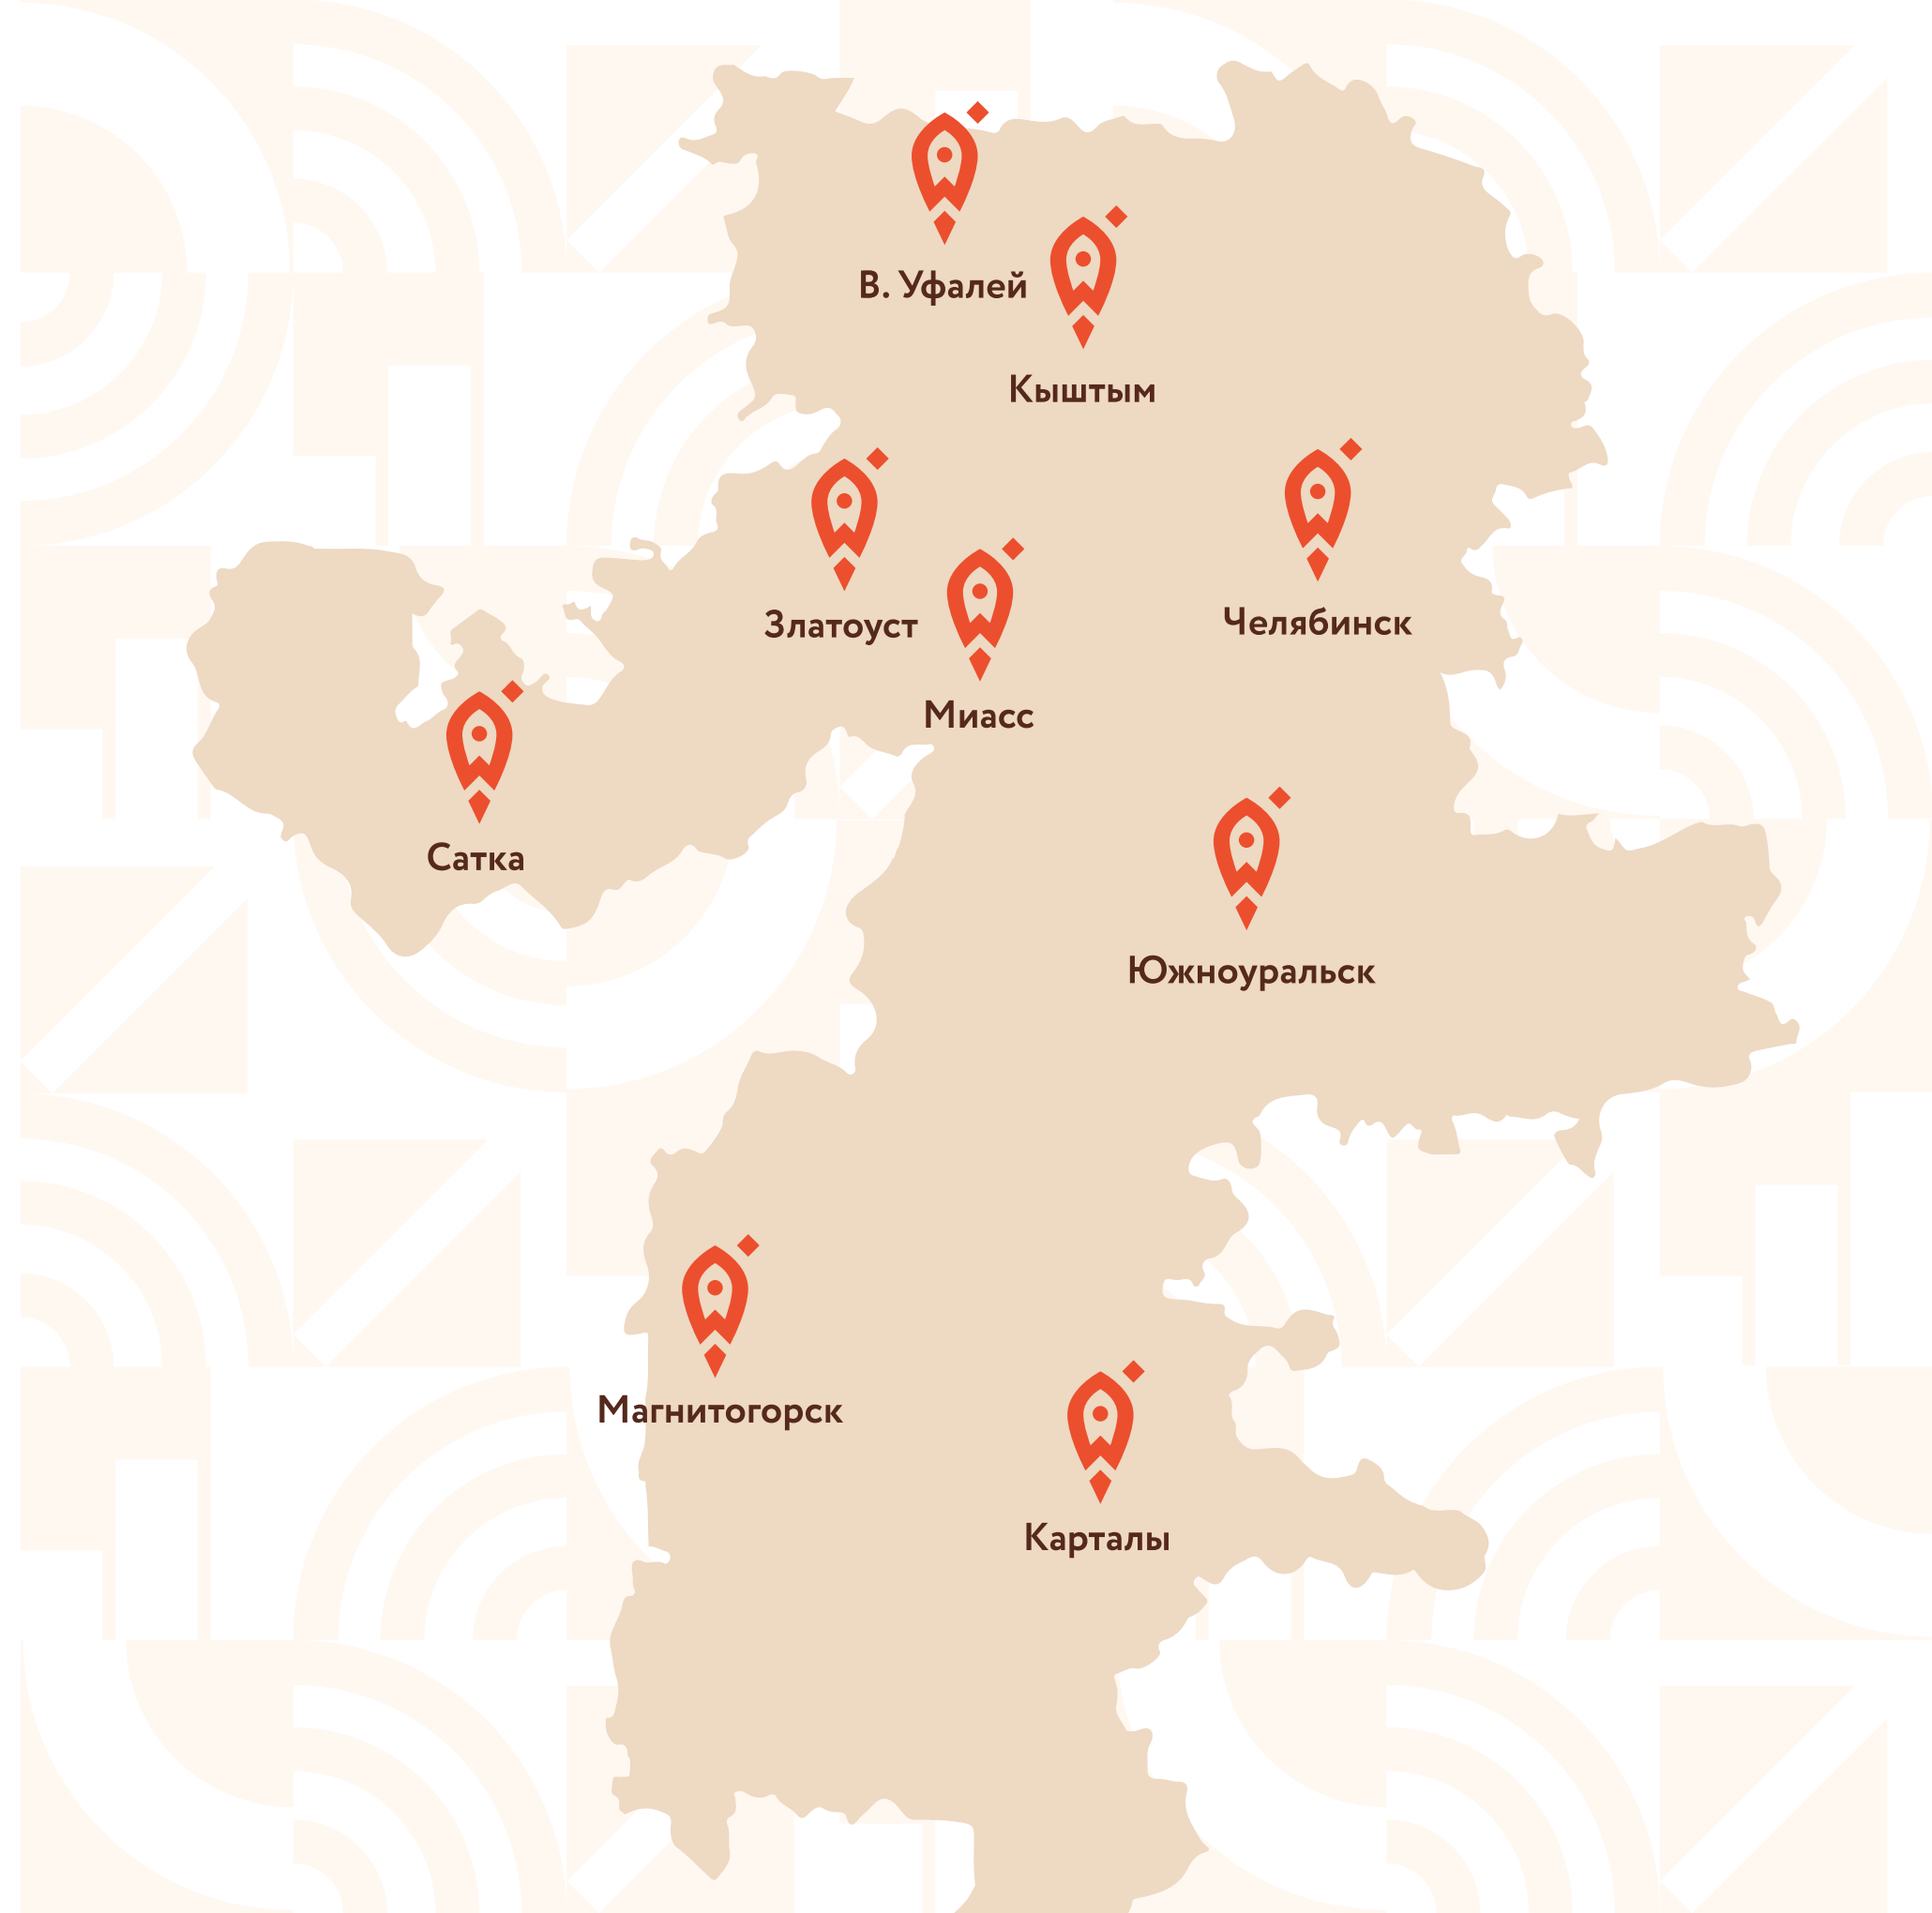 В. Уфалей
Кыштым
Златоуст
Челябинск
Миасс
Сатка
Южноуральск
Магнитогорск
Карталы